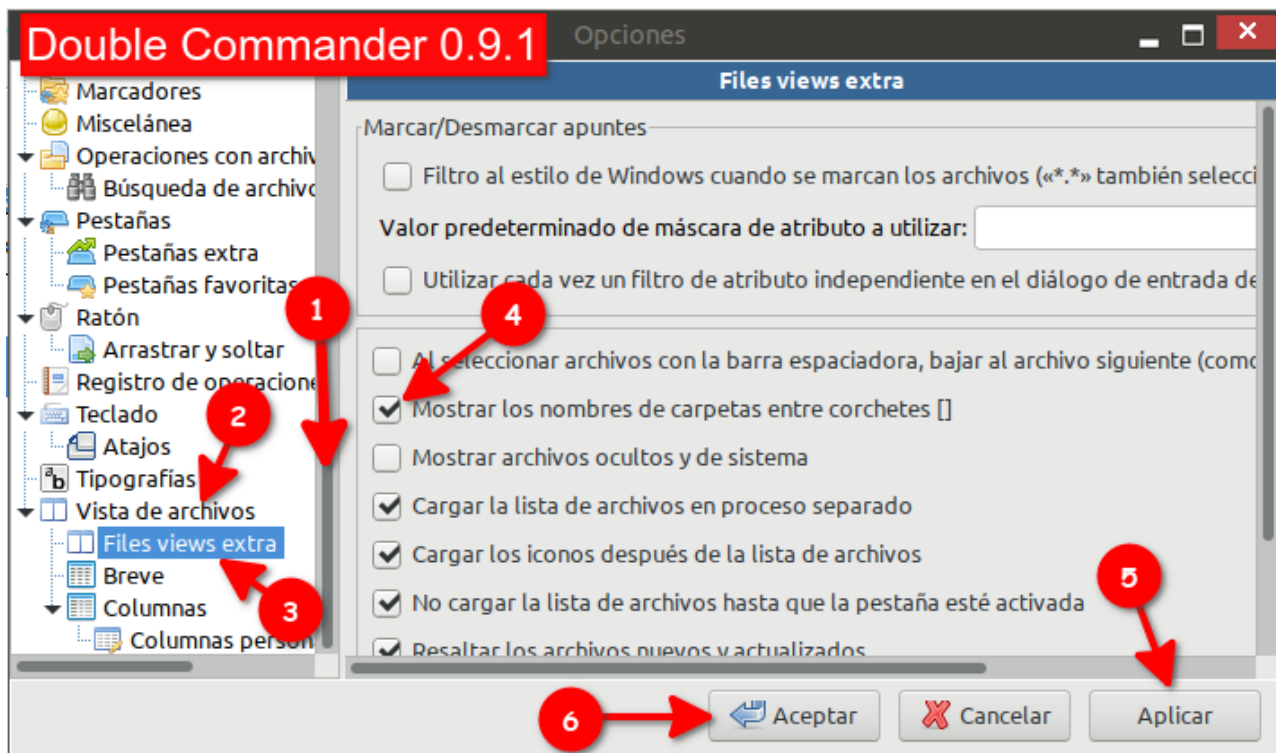 Double Commander 0.9.1
Opciones
Marcadores
Miscelánea
Operaciones con archiv
Búsqueda de archivo
Pestañas
Pestañas extra
Pestañas favoritas
Ratón
Arrastrar y soltar
Registro de operacione
Teclado
Atajos
Tipografías
Vista de archivos
Files views extra
Breve
Columnas
Columnas person
1
2
3
Files views extra
Marcar/Desmarcar apuntes
Filtro al estilo de Windows cuando se marcan los archivos («*.*» también selecci
Valor predeterminado de máscara de atributo a utilizar:
Utilizar cada vez un filtro de atributo independiente en el diálogo de entrada de
4
Al seleccionar archivos con la barra espaciadora, bajar al archivo siguiente (como
Mostrar los nombres de carpetas entre corchetes []
Mostrar archivos ocultos y de sistema
Cargar la lista de archivos en proceso separado
Cargar los iconos después de la lista de archivos
No cargar la lista de archivos hasta que la pestaña esté activada
Resaltar los archivos nuevos y actualizados
5
6
Aceptar
Cancelar
Aplicar